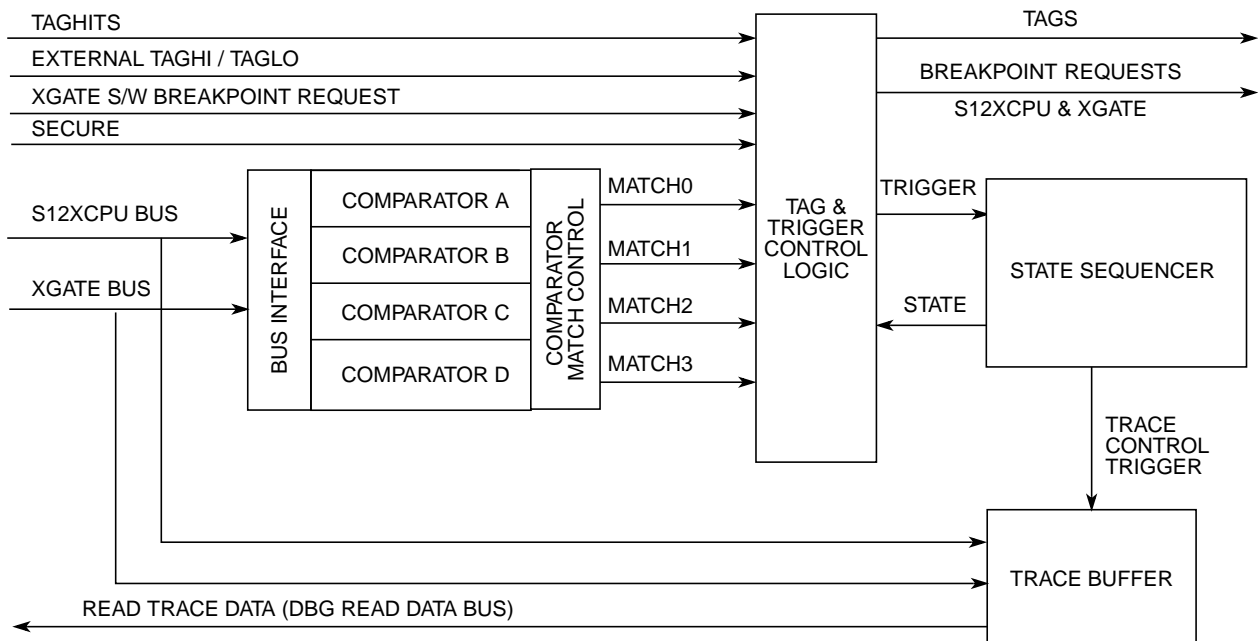 TAGHITS
EXTERNAL TAGHI / TAGLO
XGATE S/W BREAKPOINT REQUEST
SECURE
TAGS
BREAKPOINT REQUESTS
S12XCPU & XGATE
S12XCPU BUS
XGATE BUS
BUS INTERFACE
COMPARATOR A
COMPARATOR B
COMPARATOR C
COMPARATOR D
COMPARATOR
MATCH CONTROL
MATCH0
MATCH1
MATCH2
MATCH3
TAG &
TRIGGER
CONTROL
LOGIC
TRIGGER
STATE
STATE SEQUENCER
TRACE
CONTROL
TRIGGER
TRACE BUFFER
READ TRACE DATA (DBG READ DATA BUS)